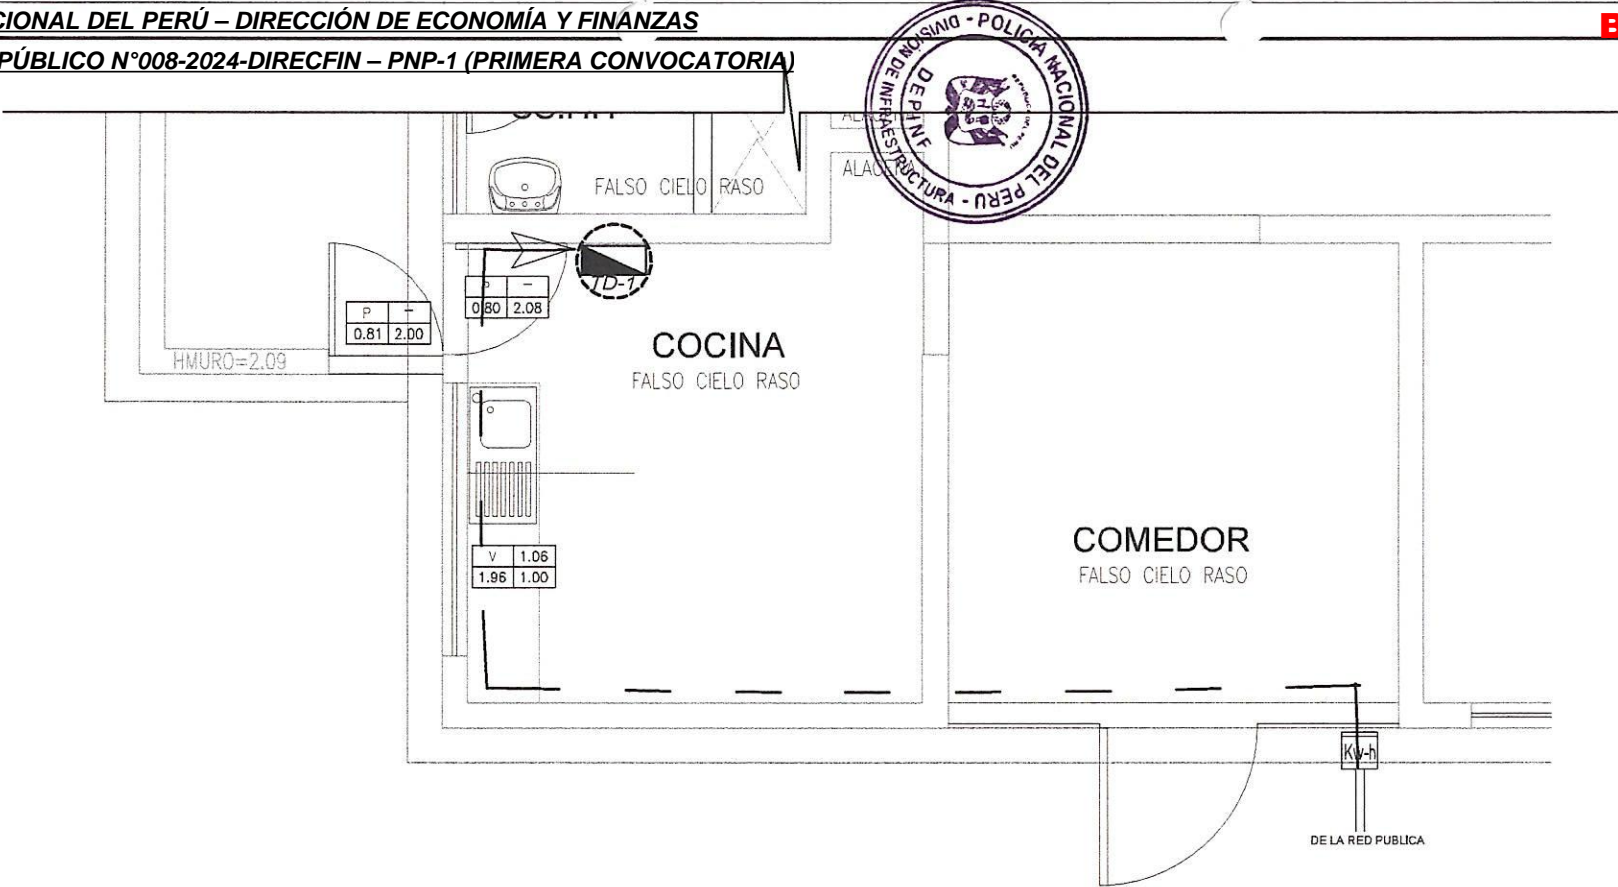 CIONAL DEL PERÚ – DIRECCIÓN DE ECONOMÍA Y FINANZAS
PÚBLICO N°008-2024-DIRECFIN – PNP-1 (PRIMERA CONVOCATORIA)
B
POLICIA NACIONAL DEL PERU - DIVISION DE INFRAESTRUCTURA -
DEPINF
FALSO CIELO RASO
TD-1
P -
0.81 2.00
-
0.80 2.08
HMURO=2.09
COCINA
FALSO CIELO RASO
V 1.06
1.96 1.00
COMEDOR
FALSO CIELO RASO
Kw-h
DE LA RED PUBLICA